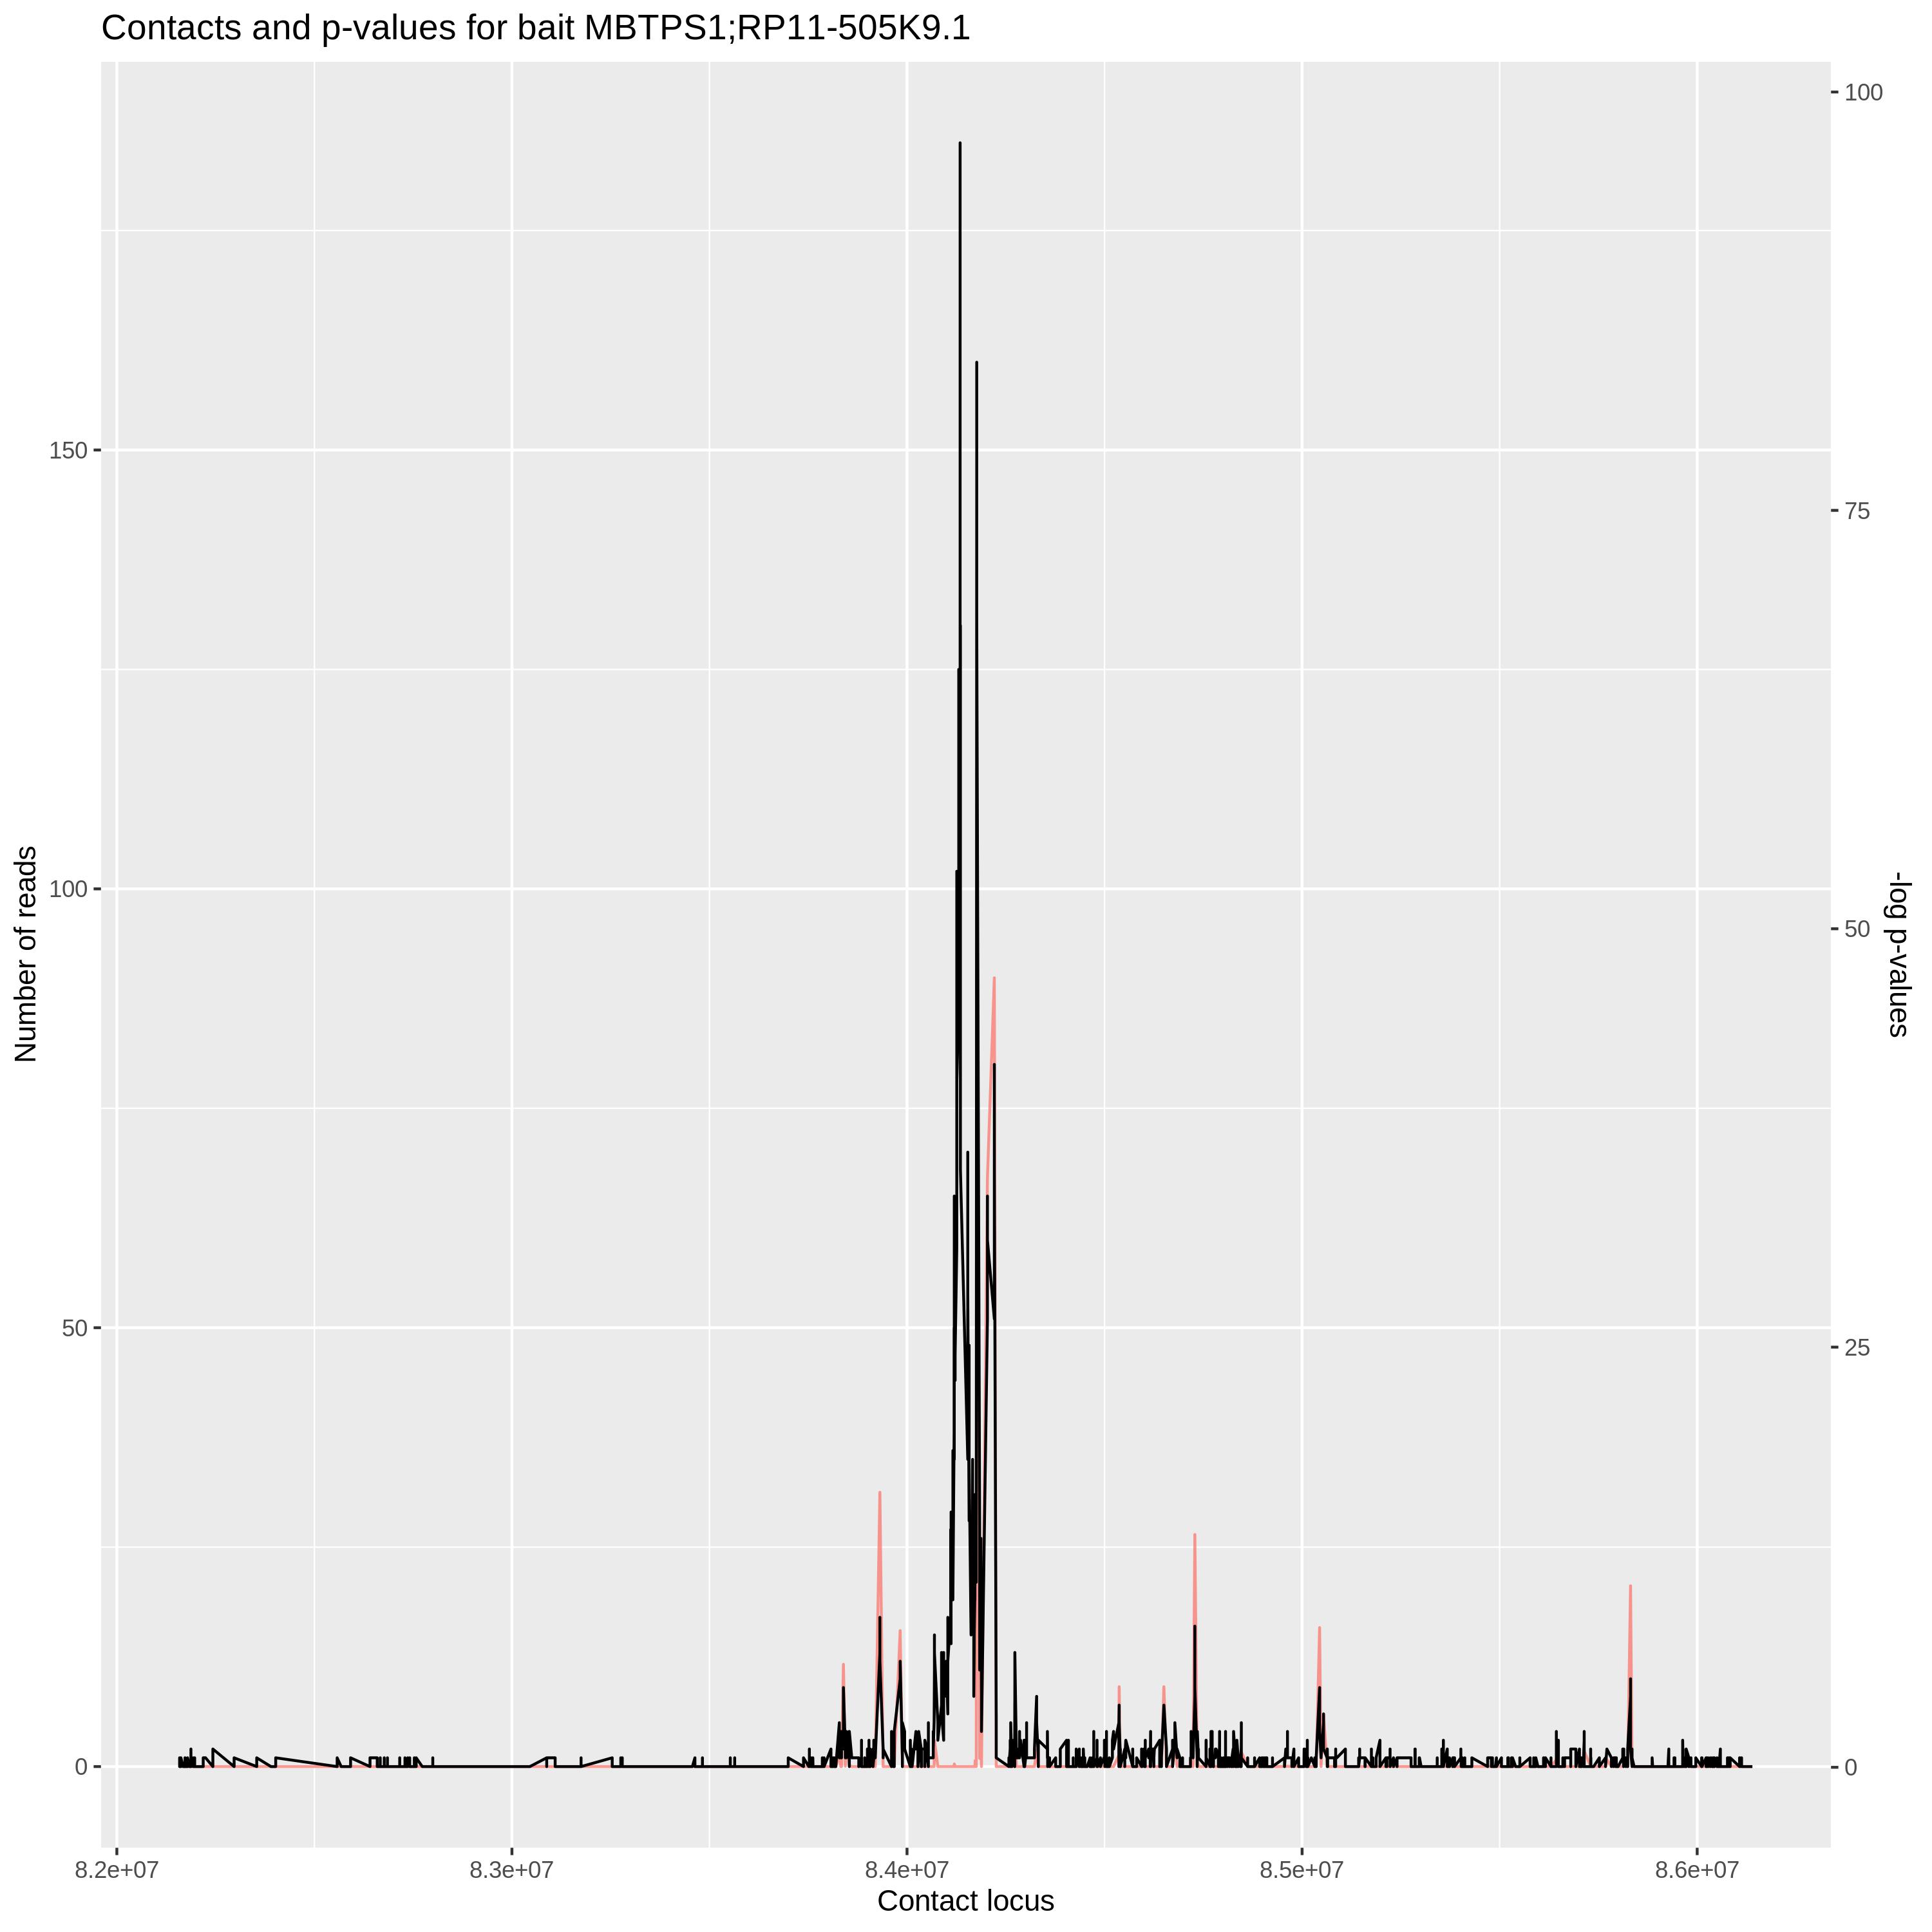 Contacts and p-values for bait MBTPS1;RP11-505K9.1
Number of reads
150
100
50
0
100
75
50
25
0
-log p-values
8.2e+07 8.3e+07 8.4e+07 8.5e+07 8.6e+07
Contact locus